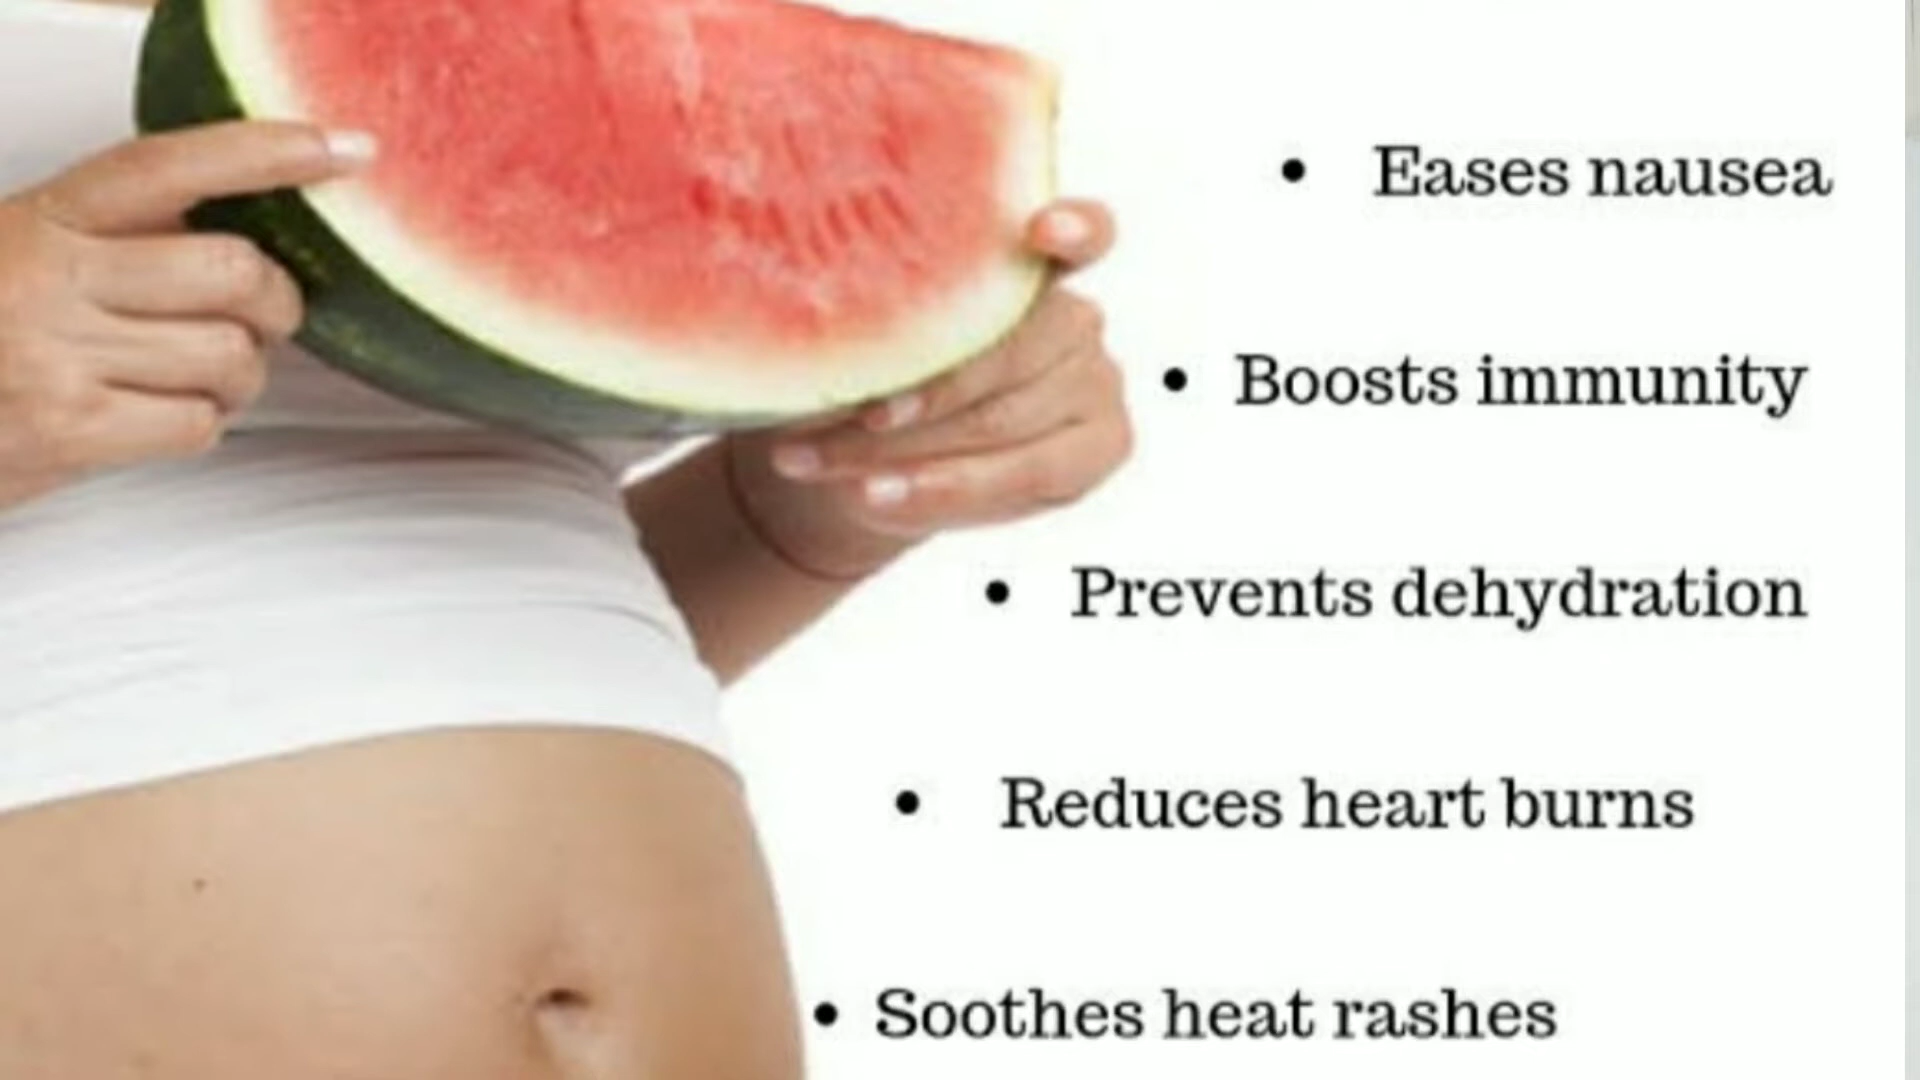 • Eases nausea
• Boosts immunity
• Prevents dehydration
• Reduces heart burns
• Soothes heat rashes